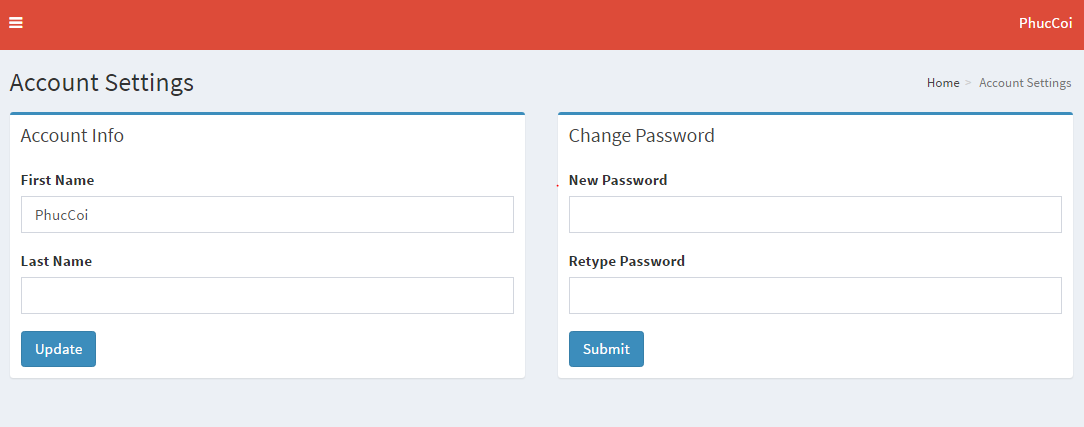 PhucCoi
Account Settings
Home > Account Settings
Account Info
First Name
PhucCoi
Last Name
Update
Change Password
New Password
Retype Password
Submit